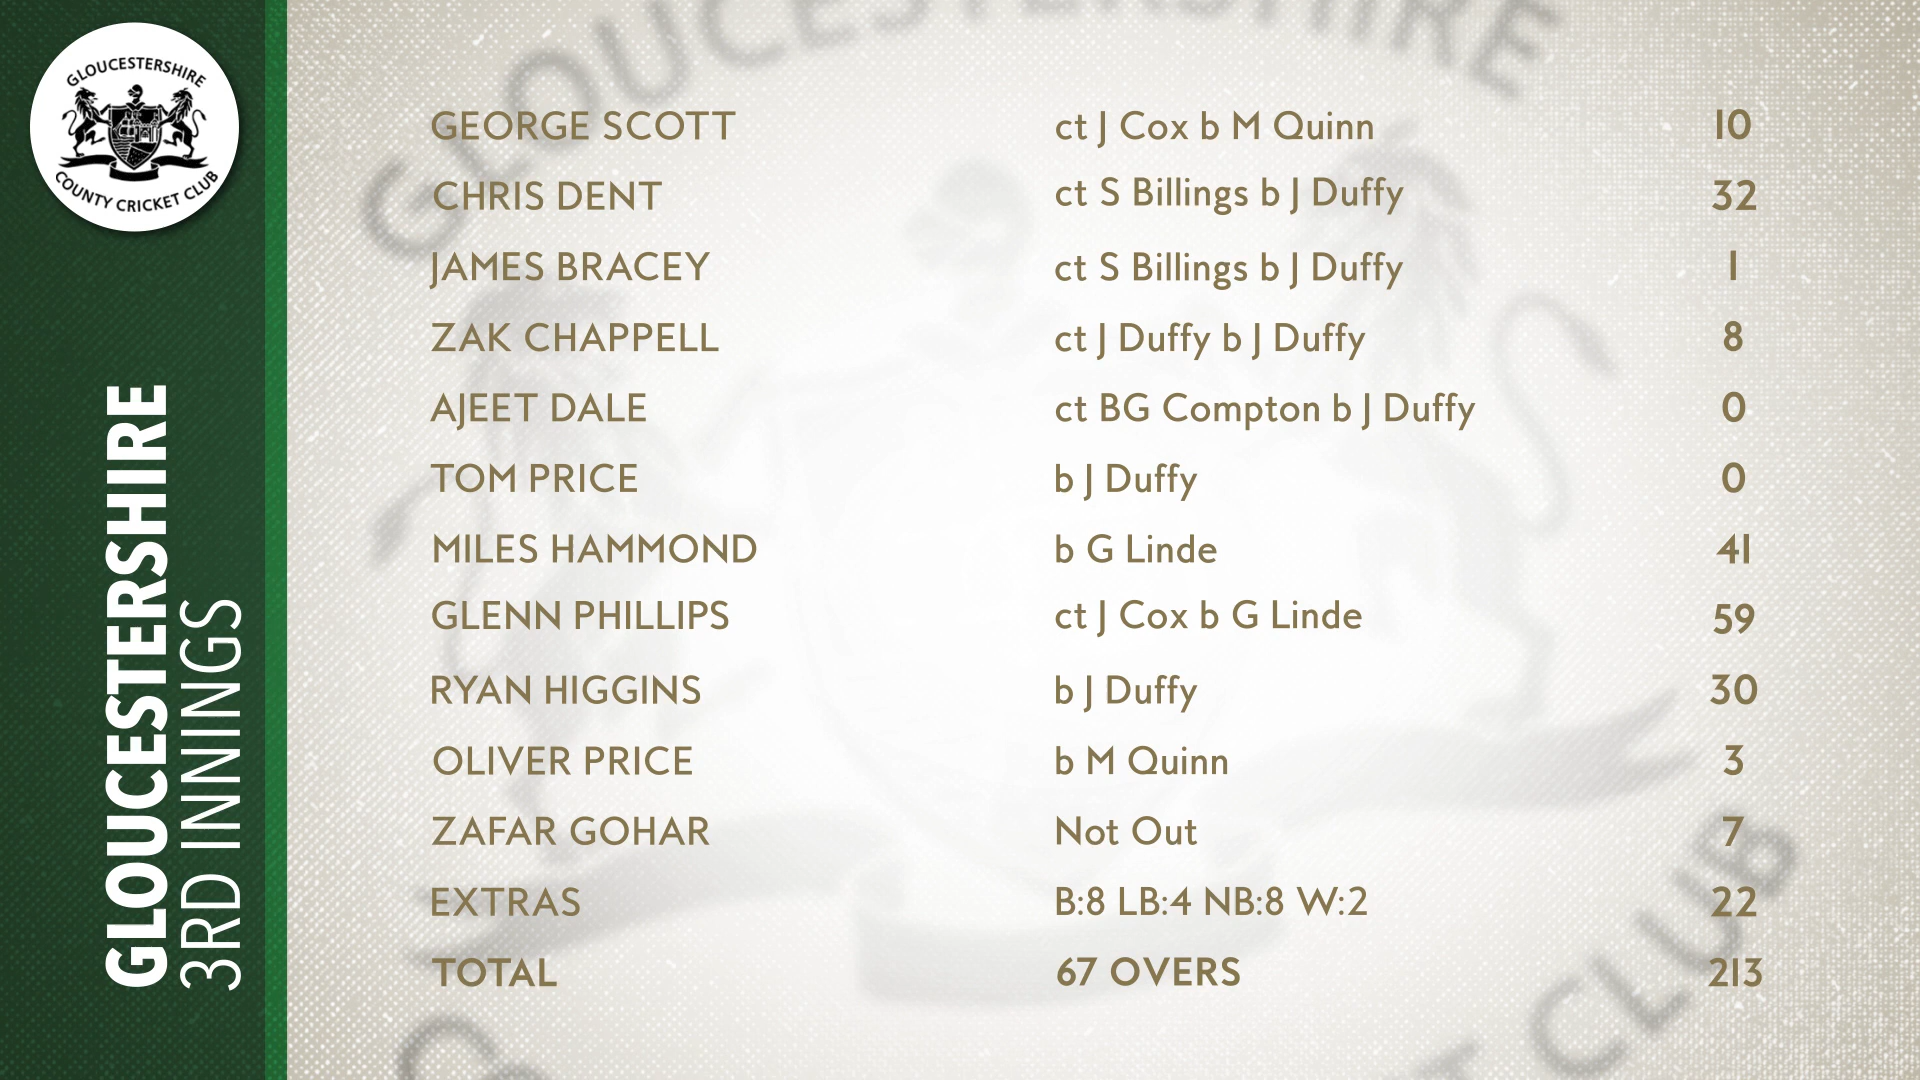 GLOUCESTERSHIRE
COUNTY CRICKET CLUB
GLOUCESTERSHIRE
3RD INNINGS
GLOUCESTERSHIRE
GEORGE SCOTT ct J Cox b M Quinn 10
CHRIS DENT ct S Billings b J Duffy 32
JAMES BRACEY ct S Billings b J Duffy 1
ZAK CHAPPELL ct J Duffy b J Duffy 8
AJEET DALE ct BG Compton b J Duffy 0
TOM PRICE b J Duffy 0
MILES HAMMOND b G Linde 41
GLENN PHILLIPS ct J Cox b G Linde 59
RYAN HIGGINS b J Duffy 30
OLIVER PRICE b M Quinn 3
ZAFAR GOHAR Not Out 7
EXTRAS B:8 LB:4 NB:8 W:2 22
TOTAL 67 OVERS 213
CLUB